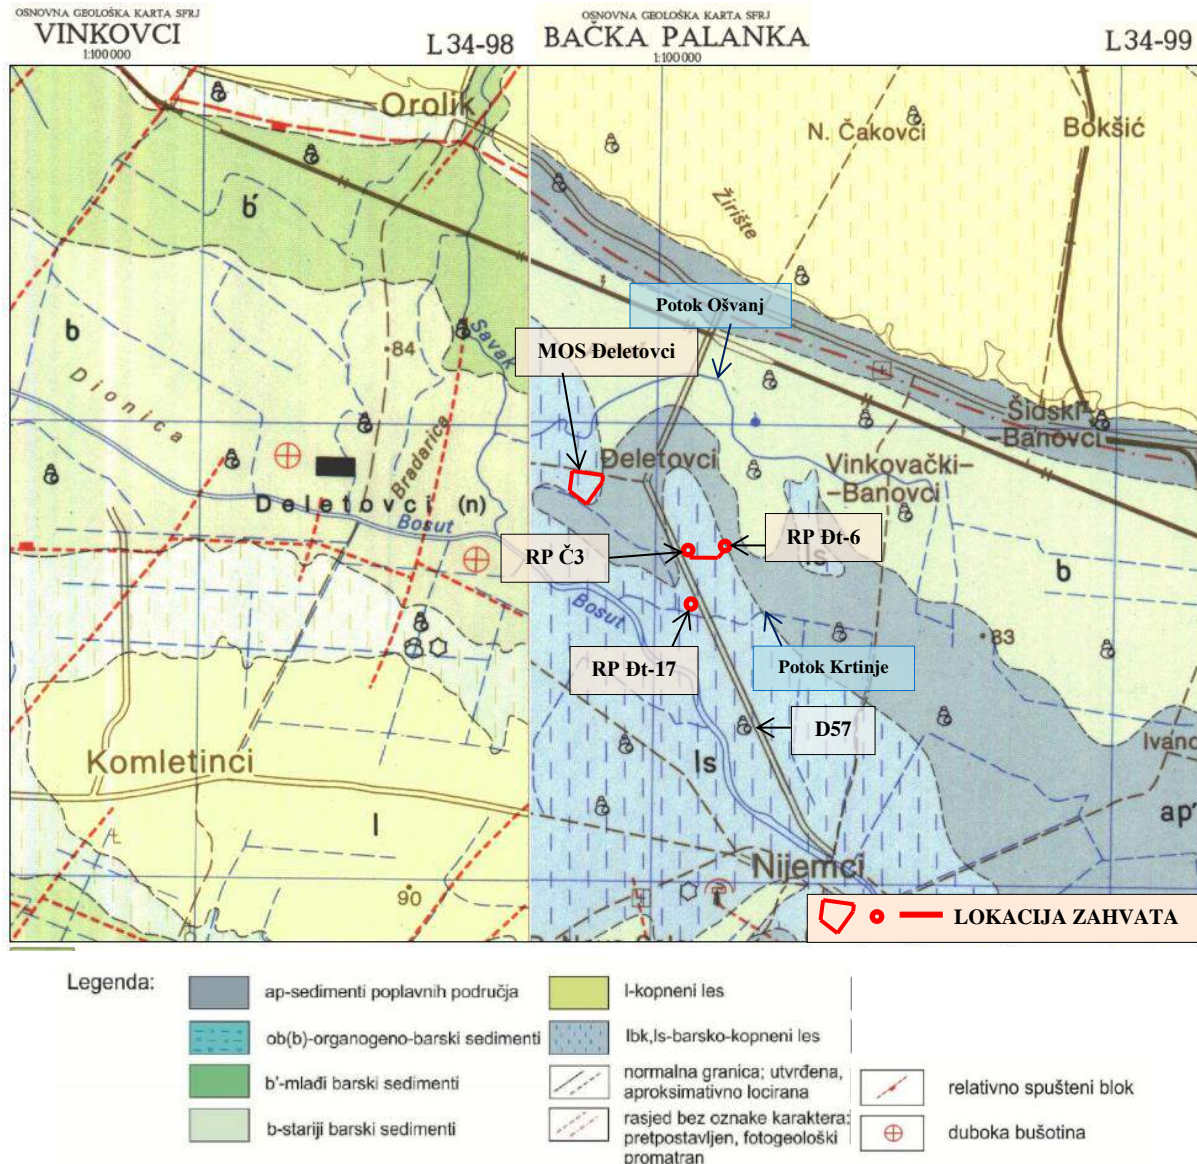 OSNOVNA GEOLOŠKA KARTA SFRJ
VINKOVCI
1:100 000
L 34-98
OSNOVNA GEOLOŠKA KARTA SFRJ
BAČKA PALANKA
1:100 000
L 34-99
Orolik
N. Čakovci
Bokšić
b'
Žirište
Potok Ošvanj
b
84
Savak
MOS Đeletovci
Dionica
Bradarica
Šidski-
-Banovci
Đeletovci
Vinkovački-
-Banovci
Đeletovci (n)
Bosut
RP Č3
RP Đt-6
ls
b
Bosut
83
RP Đt-17
Potok Krtinje
D57
Komletinci
ls
Ivanc
ap
l
Nijemci
90
LOKACIJA ZAHVATA
Legenda:
ap-sedimenti poplavnih područja
ob(b)-organogeno-barski sedimenti
b'-mlađi barski sedimenti
b-stariji barski sedimenti
l-kopneni les
lbk,ls-barsko-kopneni les
normalna granica; utvrđena,
aproksimativno locirana
rasjed bez oznake karaktera:
pretpostavljen, fotogeološki
promatran
relativno spušteni blok
duboka bušotina